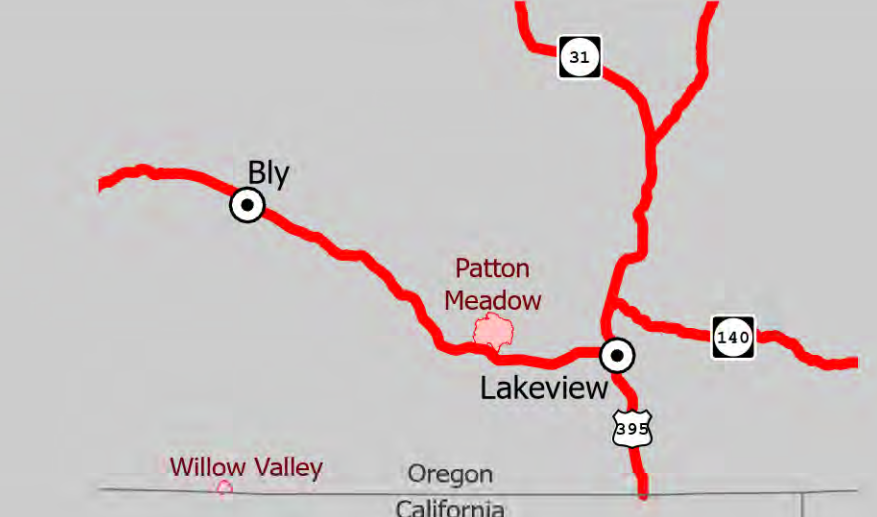 31
Bly
Patton
Meadow
140
Lakeview
395
Willow Valley
Oregon
California